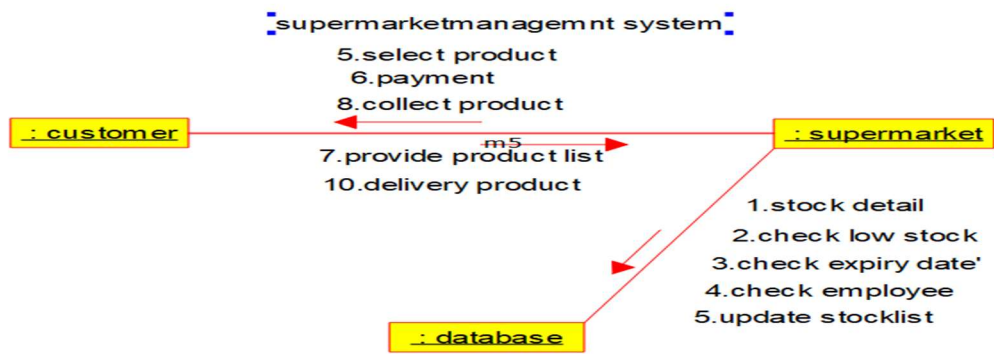 supermarketmanagemnt system
5.select product
6.payment
8.collect product
: customer
: supermarket
m5
7.provide product list
10.delivery product
1.stock detail
2.check low stock
3.check expiry date'
4.check employee
5.update stocklist
: database